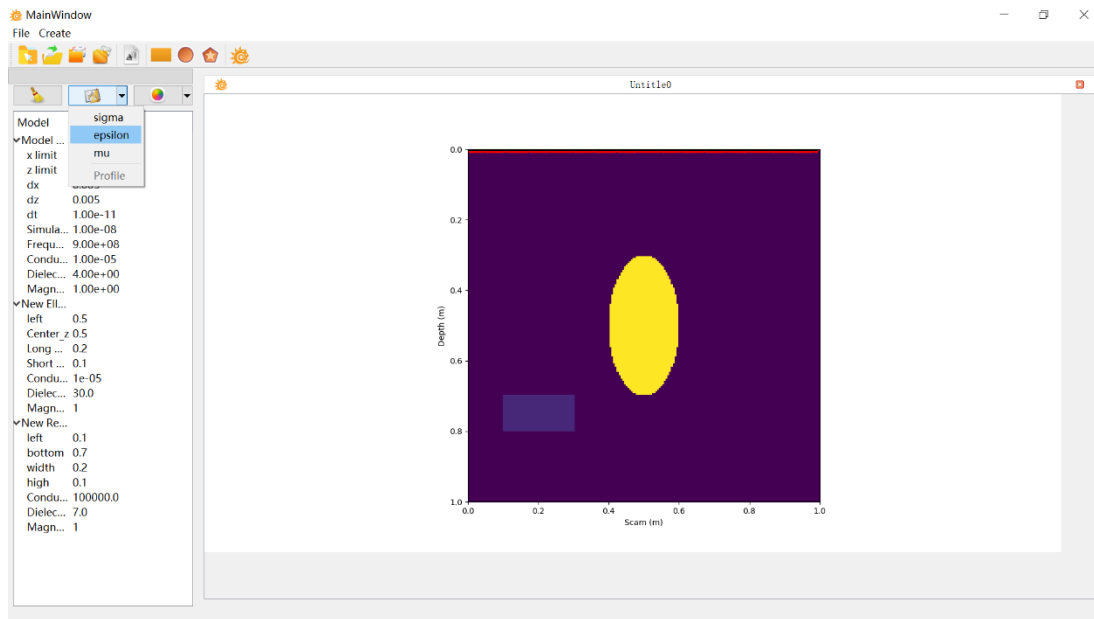 MainWindow
File Create
Untitle0
sigma
epsilon
mu
Profile
Model
Model ...
x limit
z limit
dx
dz 0.005
dt 1.00e-11
Simula... 1.00e-08
Frequ... 9.00e+08
Condu... 1.00e-05
Dielec... 4.00e+00
Magn... 1.00e+00
New Ell...
left 0.5
Center_z 0.5
Long ... 0.2
Short ... 0.1
Condu... 1e-05
Dielec... 30.0
Magn... 1
New Re...
left 0.1
bottom 0.7
width 0.2
high 0.1
Condu... 100000.0
Dielec... 7.0
Magn... 1
0.0
0.2
0.4
0.6
0.8
1.0
Depth (m)
0.0 0.2 0.4 0.6 0.8 1.0
Scam (m)